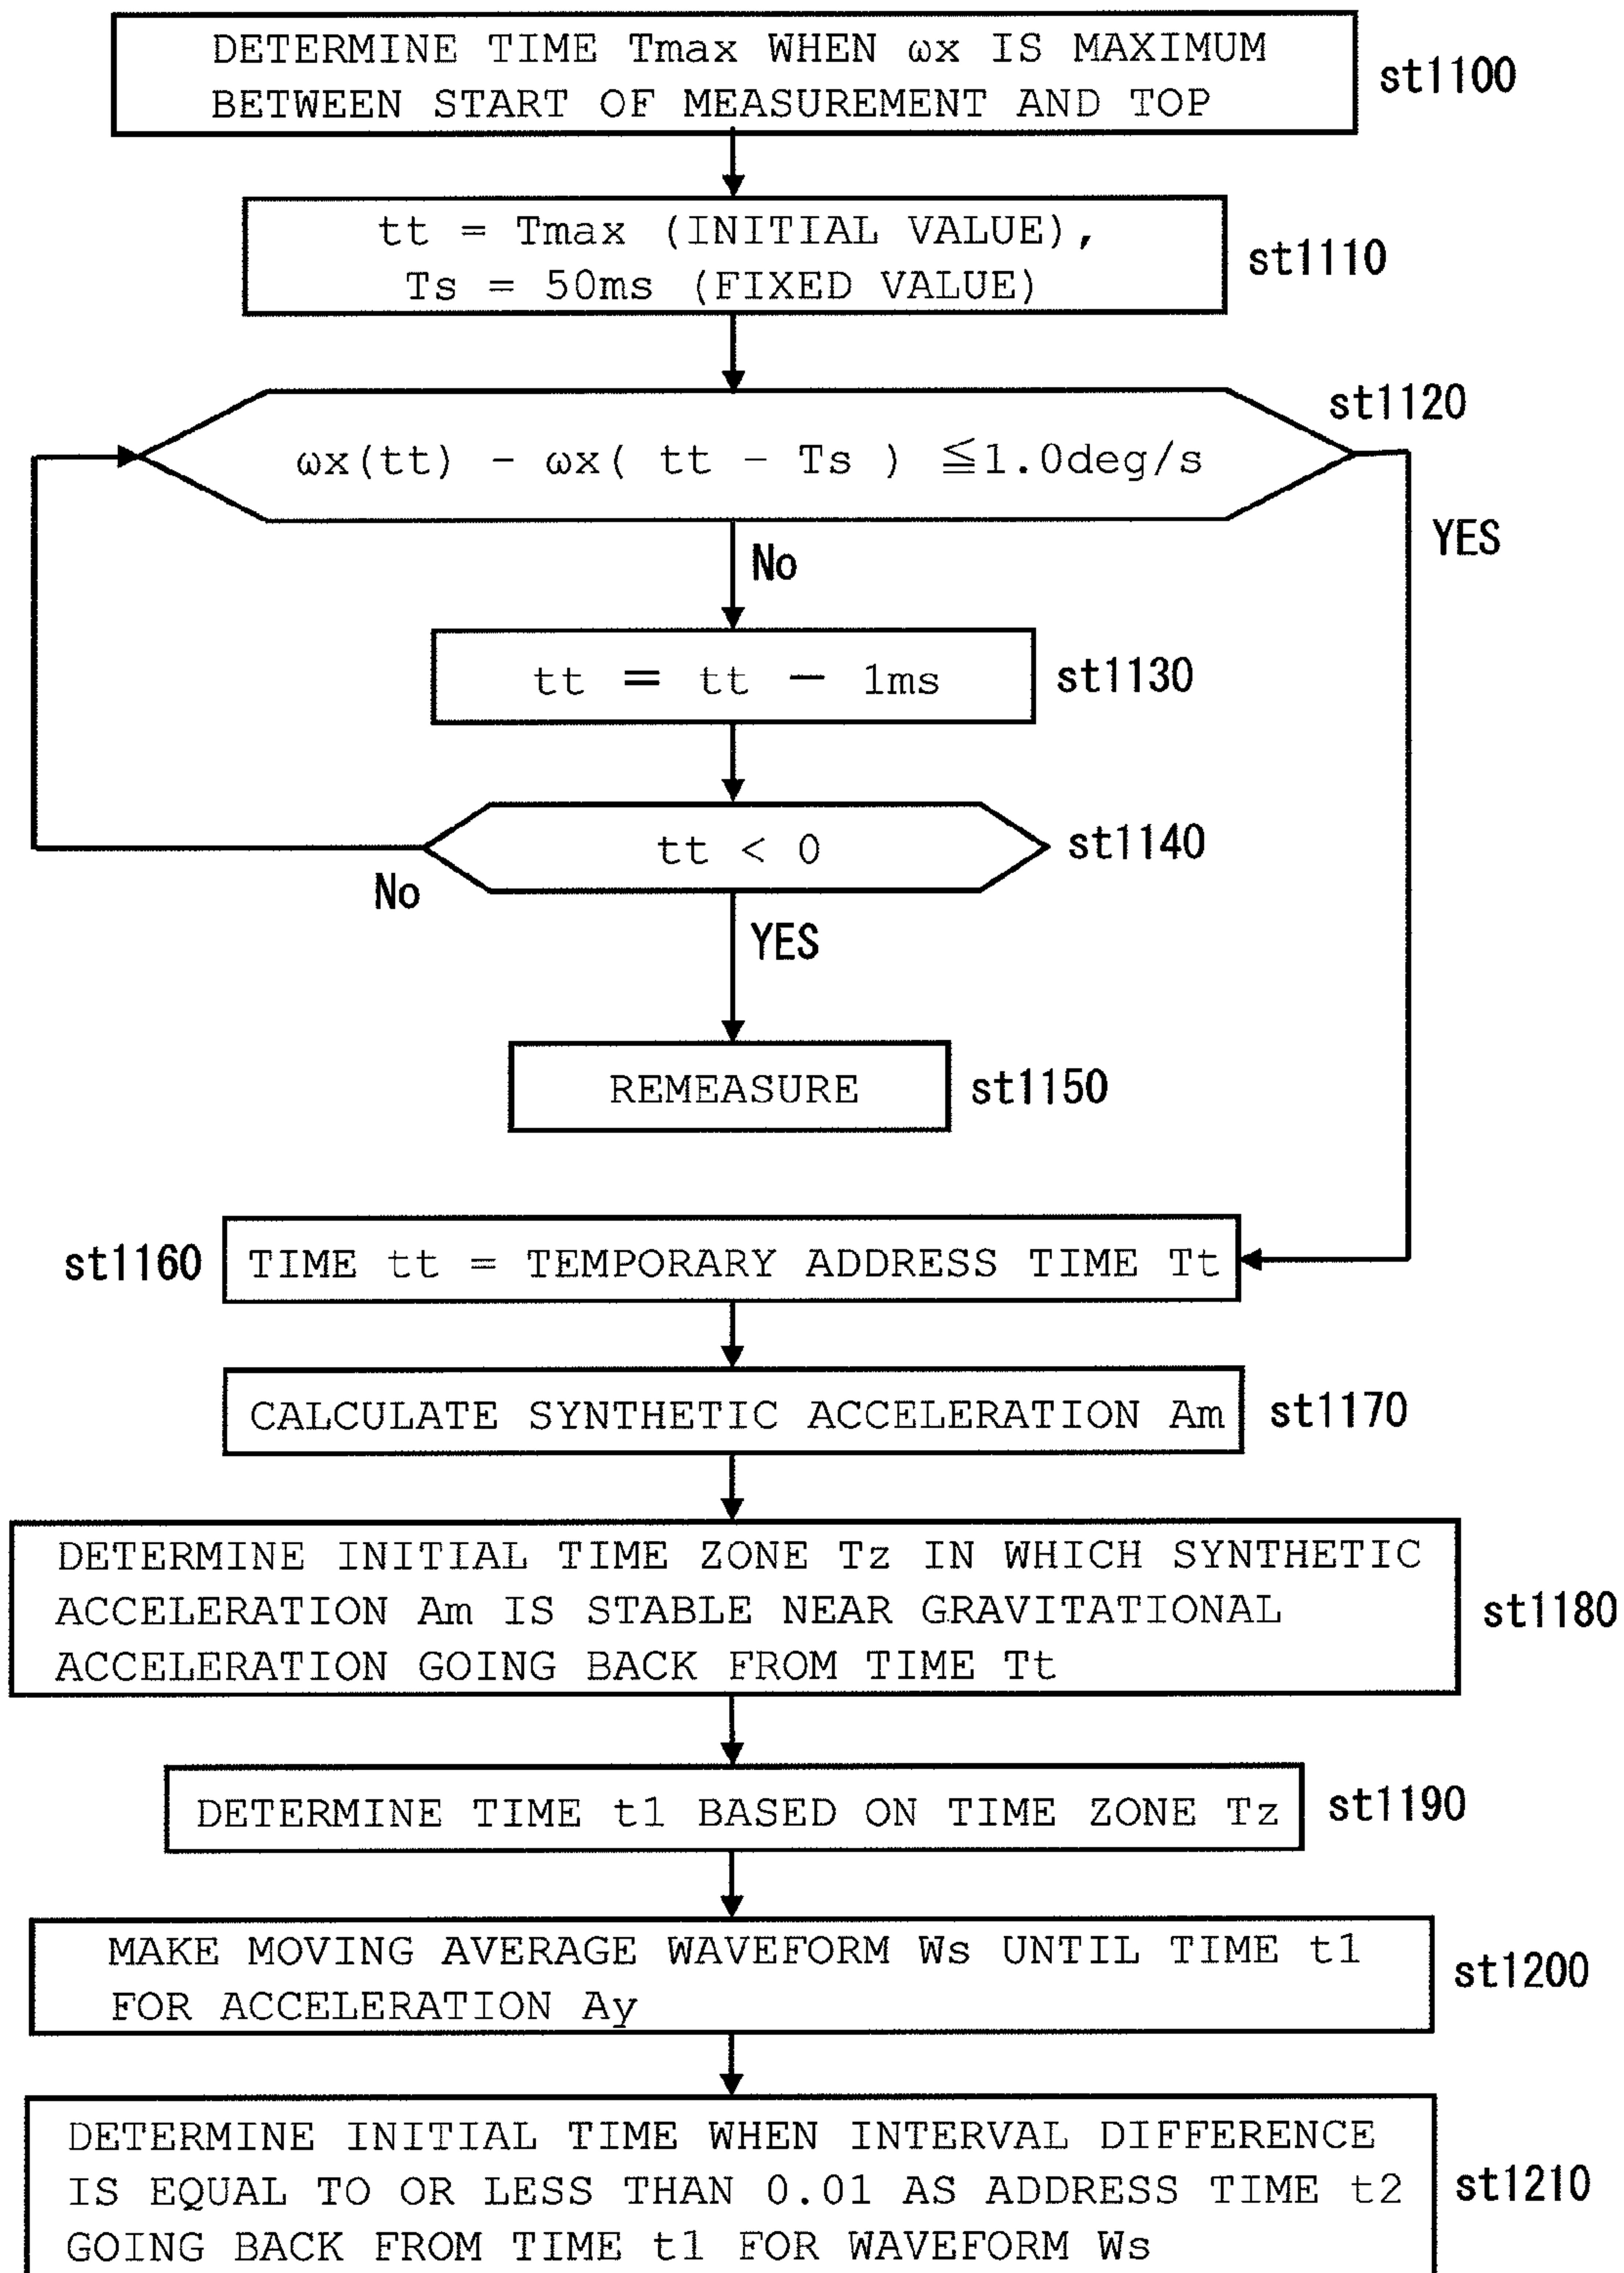 DETERMINE TIME Tmax WHEN ωx IS MAXIMUM
BETWEEN START OF MEASUREMENT AND TOP
st1100
tt = Tmax (INITIAL VALUE),
Ts = 50ms (FIXED VALUE)
st1110
st1120
ωx(tt) - ωx( tt - Ts ) ≦1.0deg/s
YES
No
tt = tt - 1ms
st1130
tt < 0
st1140
No
YES
REMEASURE
st1150
st1160
TIME tt = TEMPORARY ADDRESS TIME Tt
CALCULATE SYNTHETIC ACCELERATION Am
st1170
DETERMINE INITIAL TIME ZONE Tz IN WHICH SYNTHETIC
ACCELERATION Am IS STABLE NEAR GRAVITATIONAL
ACCELERATION GOING BACK FROM TIME Tt
st1180
DETERMINE TIME t1 BASED ON TIME ZONE Tz
st1190
MAKE MOVING AVERAGE WAVEFORM Ws UNTIL TIME t1
FOR ACCELERATION Ay
st1200
DETERMINE INITIAL TIME WHEN INTERVAL DIFFERENCE
IS EQUAL TO OR LESS THAN 0.01 AS ADDRESS TIME t2
GOING BACK FROM TIME t1 FOR WAVEFORM Ws
st1210